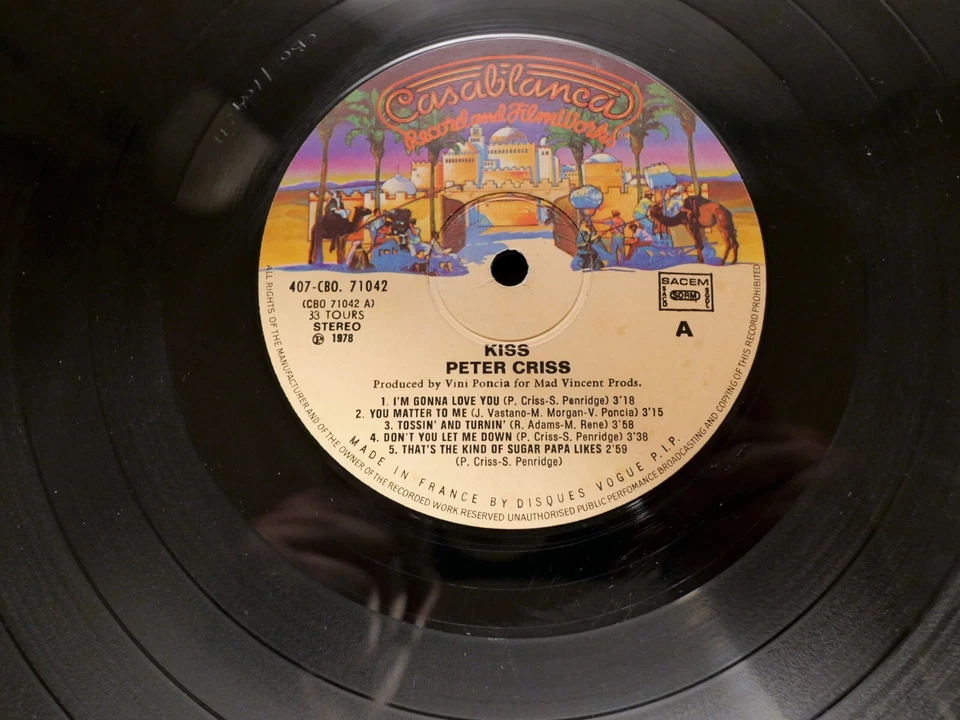 CBO 710
Casablanca
Record and FilmWorks
407-CBO. 71042
(CBO 71042 A)
33 TOURS
STEREO
Ⓟ 1978
SACEM
SACD SDRM SGDL
A
KISS
PETER CRISS
Produced by Vini Poncia for Mad Vincent Prods.
1. I'M GONNA LOVE YOU (P. Criss-S. Penridge) 3'18
2. YOU MATTER TO ME (J. Vastano-M. Morgan-V. Poncia) 3'15
3. TOSSIN' AND TURNIN' (R. Adams-M. Rene) 3'58
4. DON'T YOU LET ME DOWN (P. Criss-S. Penridge) 3'38
5. THAT'S THE KIND OF SUGAR PAPA LIKES 2'59
(P. Criss-S. Penridge)
MADE IN FRANCE BY DISQUES VOGUE P.I.P.
ALL RIGHTS OF THE MANUFACTURER AND OF THE OWNER OF THE RECORDED WORK RESERVED UNAUTHORISED PUBLIC PERFOMANCE.BROADCASTING AND COPYING OF THIS RECORD PROHIBITED